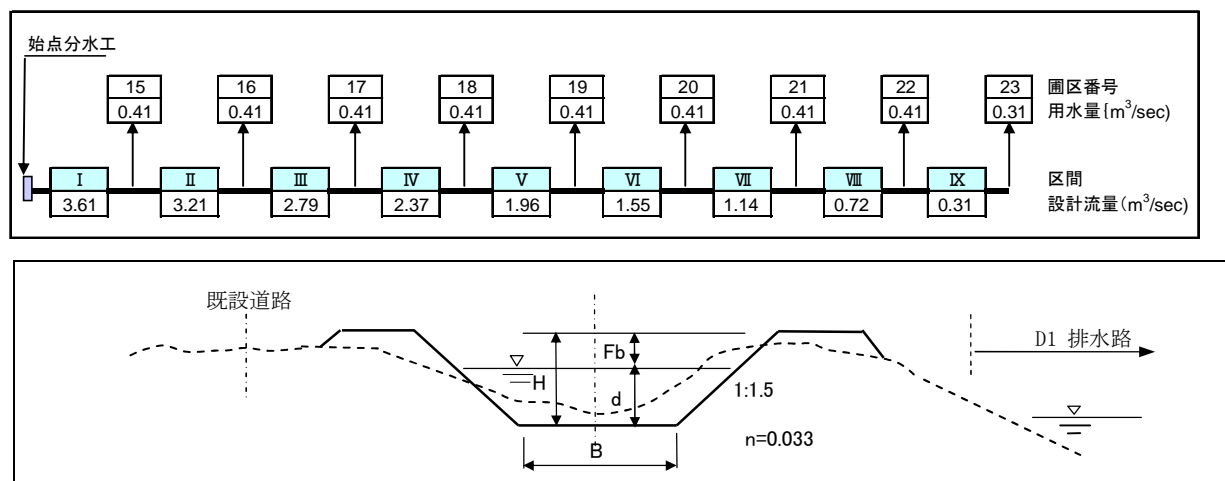 始点分水工
15 16 17 18 19 20 21 22 23 圃区番号
0.41 0.41 0.41 0.41 0.41 0.41 0.41 0.41 0.31 用水量{m³/sec)
Ⅰ Ⅱ Ⅲ Ⅳ Ⅴ Ⅵ Ⅶ Ⅷ Ⅸ 区間
3.61 3.21 2.79 2.37 1.96 1.55 1.14 0.72 0.31 設計流量(m³/sec)
既設道路
D1 排水路
Fb
H
d
1:1.5
n=0.033
B